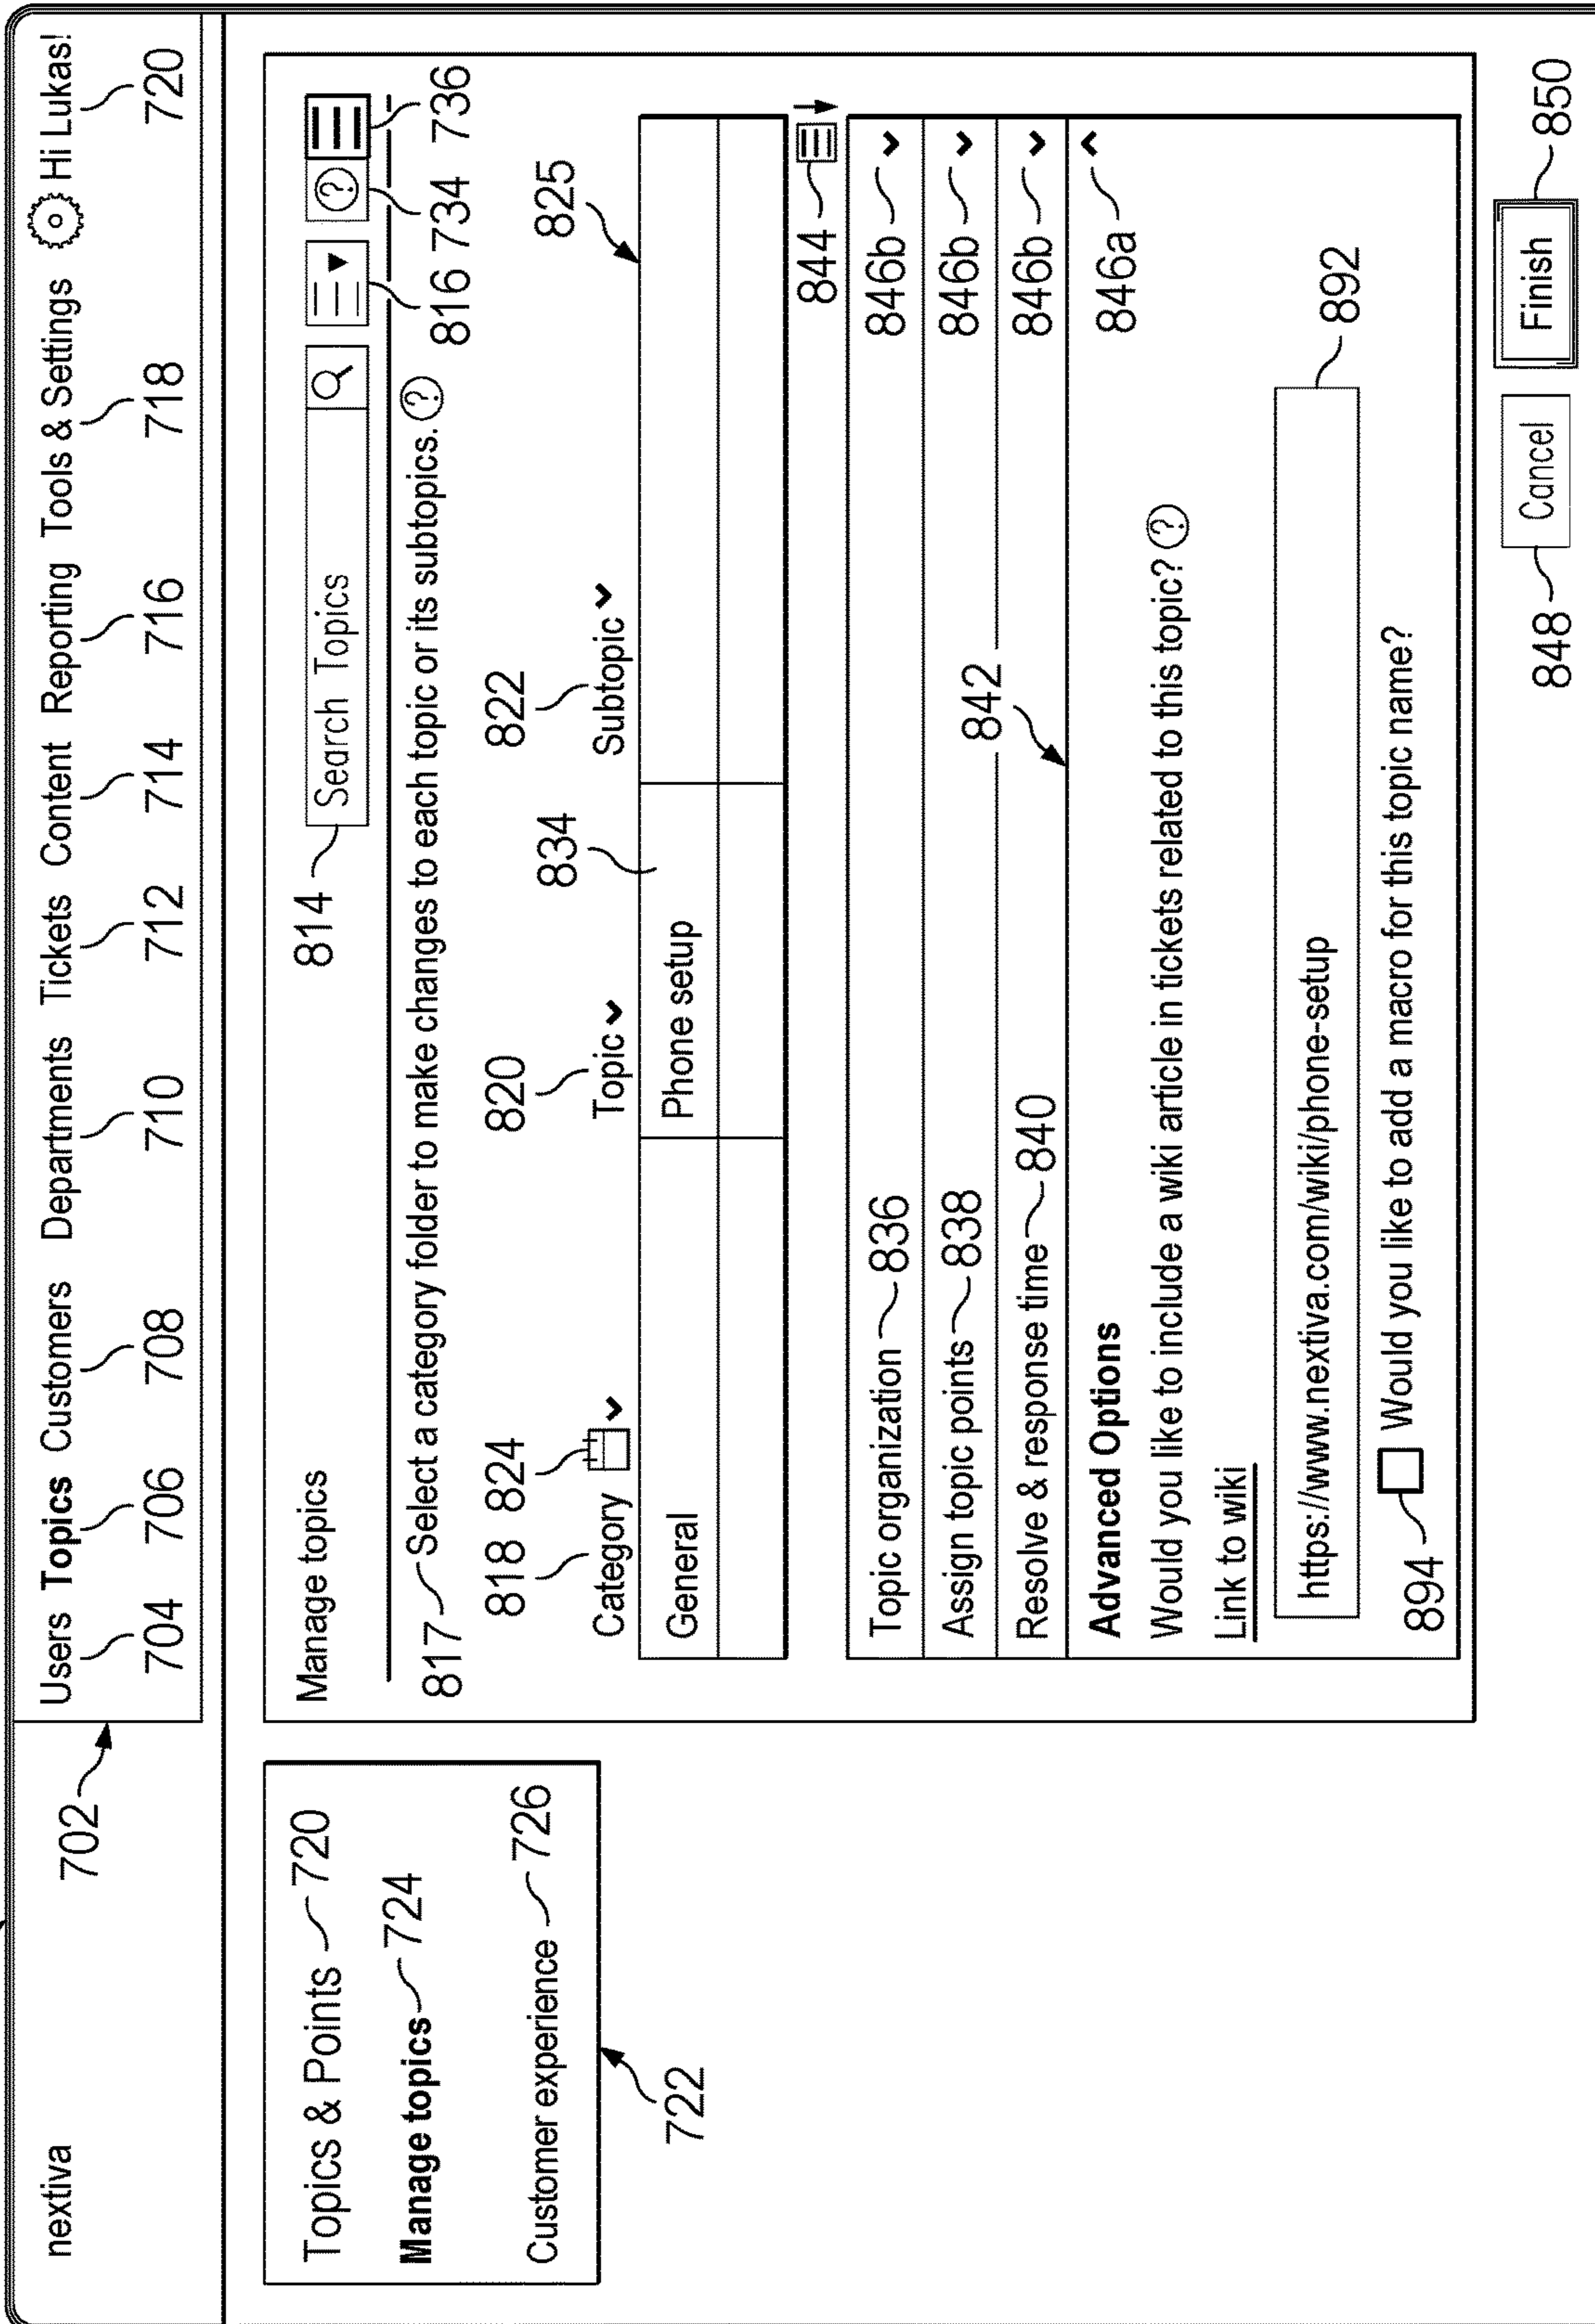 nextiva
702
Users Topics Customers Departments Tickets Content Reporting Tools & Settings Hi Lukas!
704 706 708 710 712 714 716 718 720
Topics & Points 720
Manage topics 724
Customer experience 726
722
Manage topics
814 Search Topics
816 734 736
817 Select a category folder to make changes to each topic or its subtopics. ?
818 824 820 822
834 825
Category Topic Subtopic
General Phone setup
844
Topic organization 836 846b
Assign topic points 838 846b
842
Resolve & response time 840 846b
Advanced Options 846a
Would you like to include a wiki article in tickets related to this topic? ?
Link to wiki
892
https://www.nextiva.com/wiki/phone-setup
894 Would you like to add a macro for this topic name?
848 Cancel Finish 850